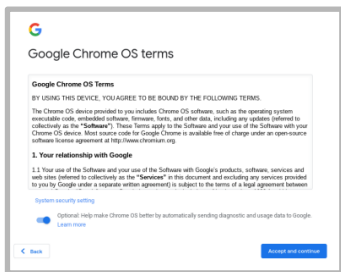 Google Chrome OS terms
Google Chrome OS Terms
BY USING THIS DEVICE, YOU AGREE TO BE BOUND BY THE FOLLOWING TERMS.
The Chrome OS device provided to you includes Chrome OS software, such as the operating system
executable code, embedded software, firmware, fonts, and other data, including any updates (referred to
collectively as the "Software"). These Terms apply to the Software and your use of the Software with your
Chrome OS device. Most source code for Google Chrome is available free of charge under an open-source
software license agreement at http://www.chromium.org.
1. Your relationship with Google
1.1 Your use of the Software and your use of the Software with Google's products, software, services and
web sites (referred to collectively as the "Services" in this document and excluding any services provided
to you by Google under a separate written agreement) is subject to the terms of a legal agreement between
System security setting
Optional: Help make Chrome OS better by automatically sending diagnostic and usage data to Google.
Learn more
Back
Accept and continue